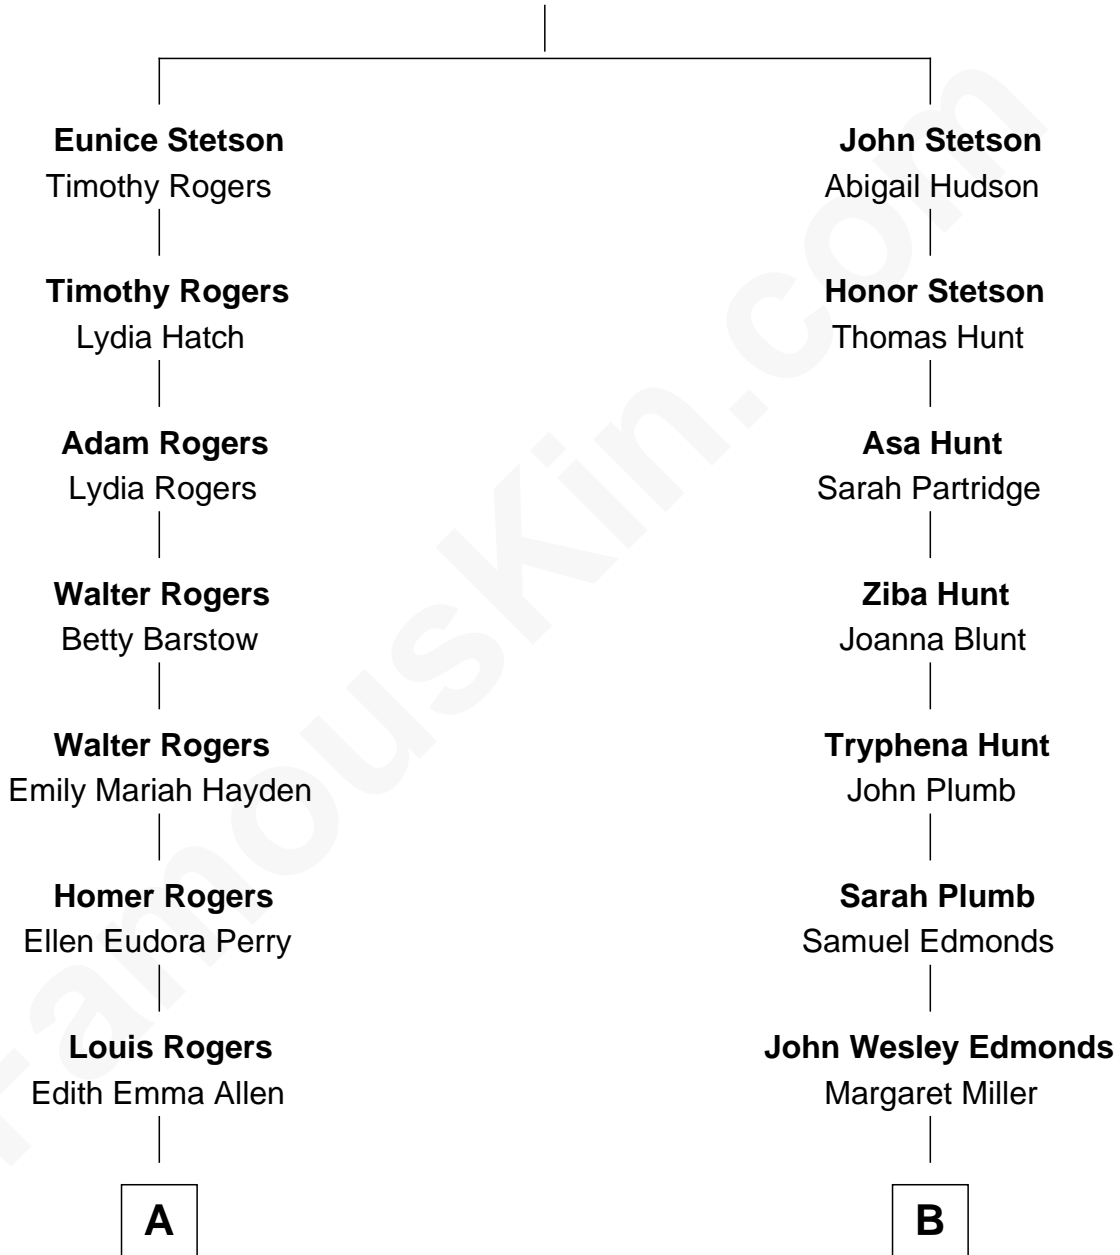 Eunice Stetson
Timothy Rogers
Timothy Rogers
Lydia Hatch
Adam Rogers
Lydia Rogers
Walter Rogers
Betty Barstow
Walter Rogers
Emily Mariah Hayden
Homer Rogers
Ellen Eudora Perry
Louis Rogers
Edith Emma Allen
A
John Stetson
Abigail Hudson
Honor Stetson
Thomas Hunt
Asa Hunt
Sarah Partridge
Ziba Hunt
Joanna Blunt
Tryphena Hunt
John Plumb
Sarah Plumb
Samuel Edmonds
John Wesley Edmonds
Margaret Miller
B
FamousKin.com